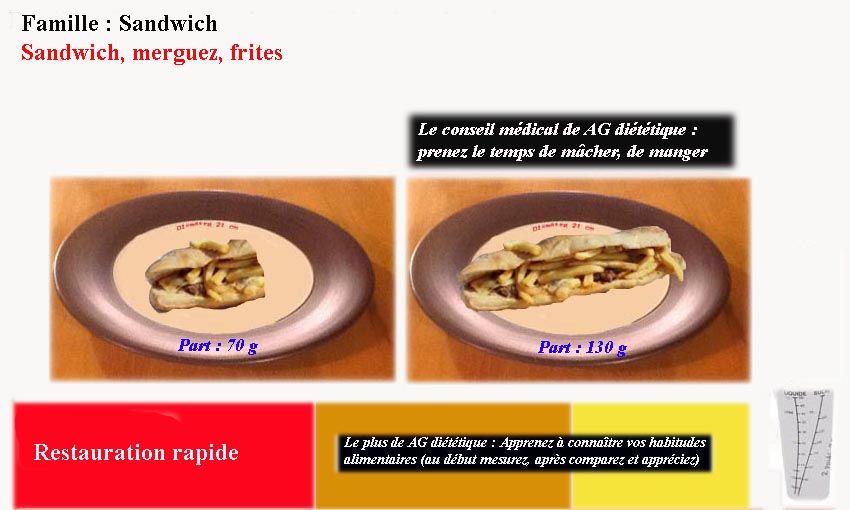 Famille : Sandwich
Sandwich, merguez, frites
Le conseil médical de AG diététique :
prenez le temps de mâcher, de manger
Diamètre 21 cm
Diamètre 21 cm
Part : 70 g
Part : 130 g
Restauration rapide
Le plus de AG diététique : Apprenez à connaître vos habitudes
alimentaires (au début mesurez, après comparez et appréciez)